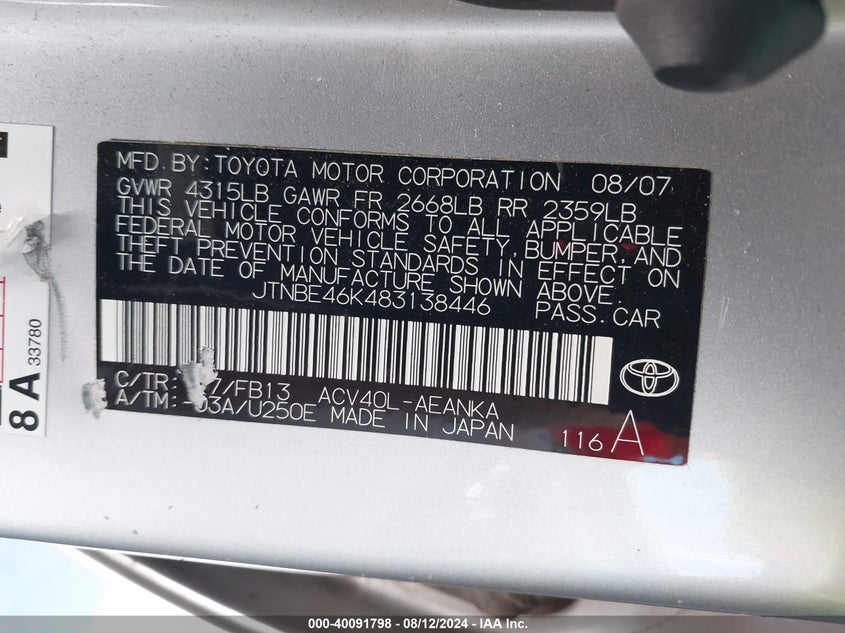 MFD. BY: TOYOTA MOTOR CORPORATION 08/07
GVWR 4315LB GAWR FR 2668LB RR 2359LB
THIS VEHICLE CONFORMS TO ALL APPLICABLE
FEDERAL MOTOR VEHICLE SAFETY, BUMPER, AND
THEFT PREVENTION STANDARDS IN EFFECT ON
THE DATE OF MANUFACTURE SHOWN ABOVE.
JTNBE46K483138446 PASS. CAR
C/TR: 7/FB13 ACV40L-AEANKA
A/TM: -03A/U250E MADE IN JAPAN
116A
8 A 33780
000-40091798 - 08/12/2024 - IAA Inc.